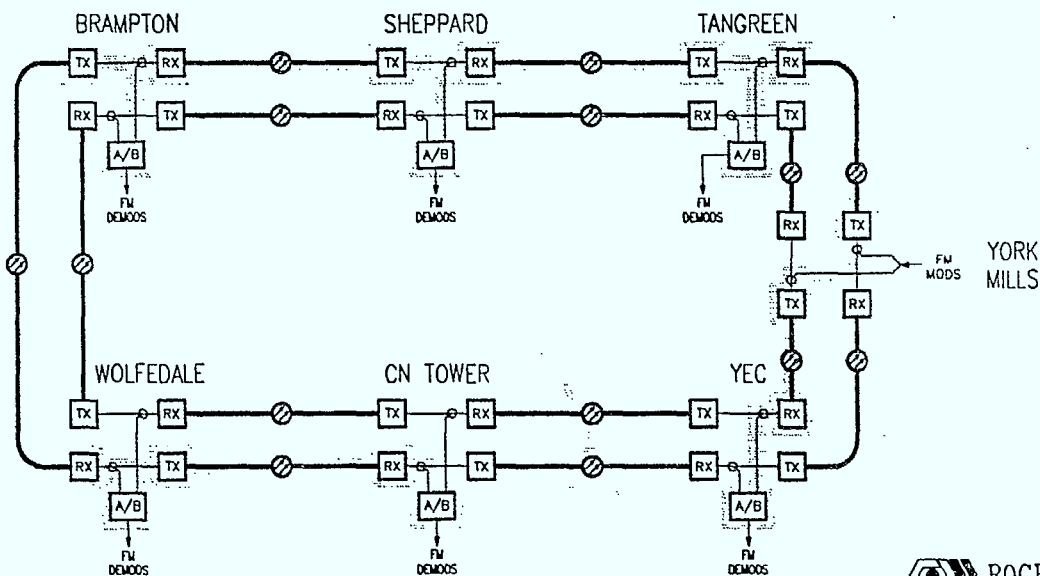 BRAMPTON SHEPPARD TANGREEN
TX RX TX RX TX RX
RX TX RX TX RX TX
A/B A/B A/B
FM DEMODS FM DEMODS FM DEMODS
RX TX
FM MODS
YORK MILLS
TX RX
WOLFEDALE CN TOWER YEC
TX RX TX RX TX RX
RX TX RX TX RX TX
A/B A/B A/B
FM DEMODS FM DEMODS FM DEMODS